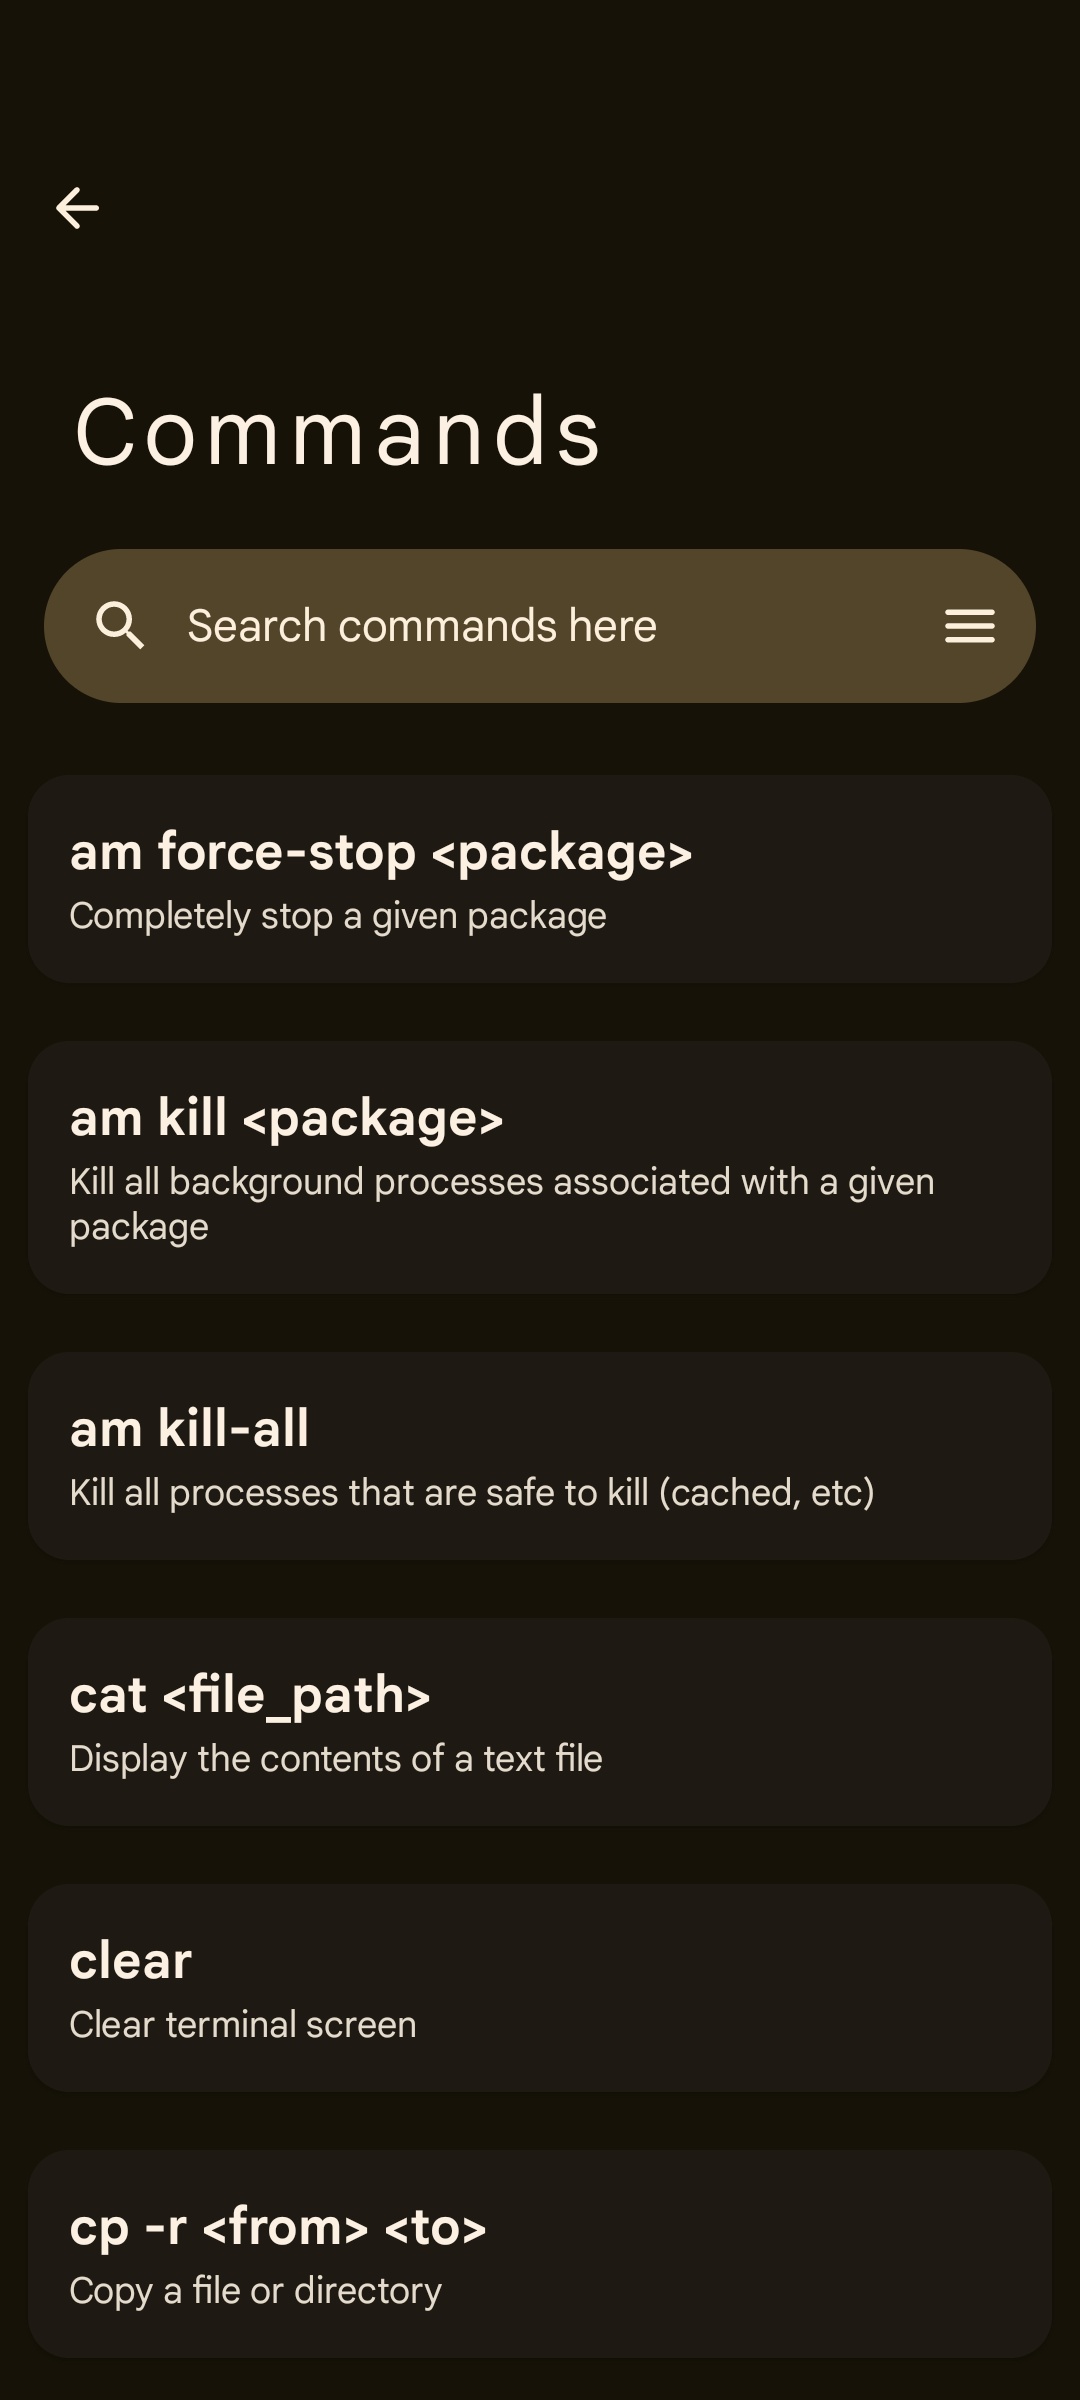 Commands
Search commands here
am force-stop <package>
Completely stop a given package
am kill <package>
Kill all background processes associated with a given
package
am kill-all
Kill all processes that are safe to kill (cached, etc)
cat <file_path>
Display the contents of a text file
clear
Clear terminal screen
cp -r <from> <to>
Copy a file or directory